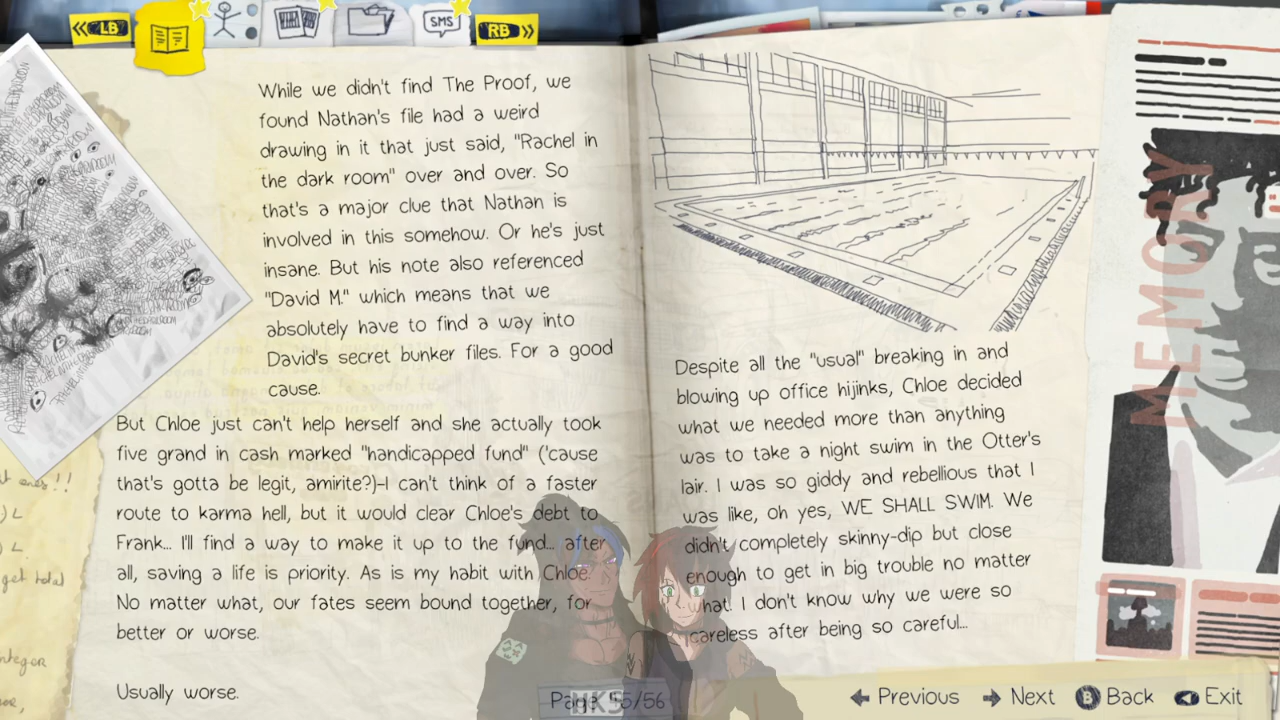 LB
SMS
RB
While we didn't find The Proof, we
found Nathan's file had a weird
drawing in it that just said, "Rachel in
the dark room" over and over. So
that's a major clue that Nathan is
involved in this somehow. Or he's just
insane. But his note also referenced
"David M." which means that we
absolutely have to find a way into
David's secret bunker files. For a good
cause.
But Chloe just can't help herself and she actually took
five grand in cash marked "handicapped fund" ('cause
that's gotta be legit, amirite?)-I can't think of a faster
route to karma hell, but it would clear Chloe's debt to
Frank... I'll find a way to make it up to the fund... after
all, saving a life is priority. As is my habit with Chloe.
No matter what, our fates seem bound together, for
better or worse.
Usually worse.
Despite all the "usual" breaking in and
blowing up office hijinks, Chloe decided
what we needed more than anything
was to take a night swim in the Otter's
lair. I was so giddy and rebellious that I
was like, oh yes, WE SHALL SWIM. We
didn't completely skinny-dip but close
enough to get in big trouble no matter
what! I don't know why we were so
careless after being so careful...
MEMORY
Page 45/56
Previous
Next
B Back
Exit